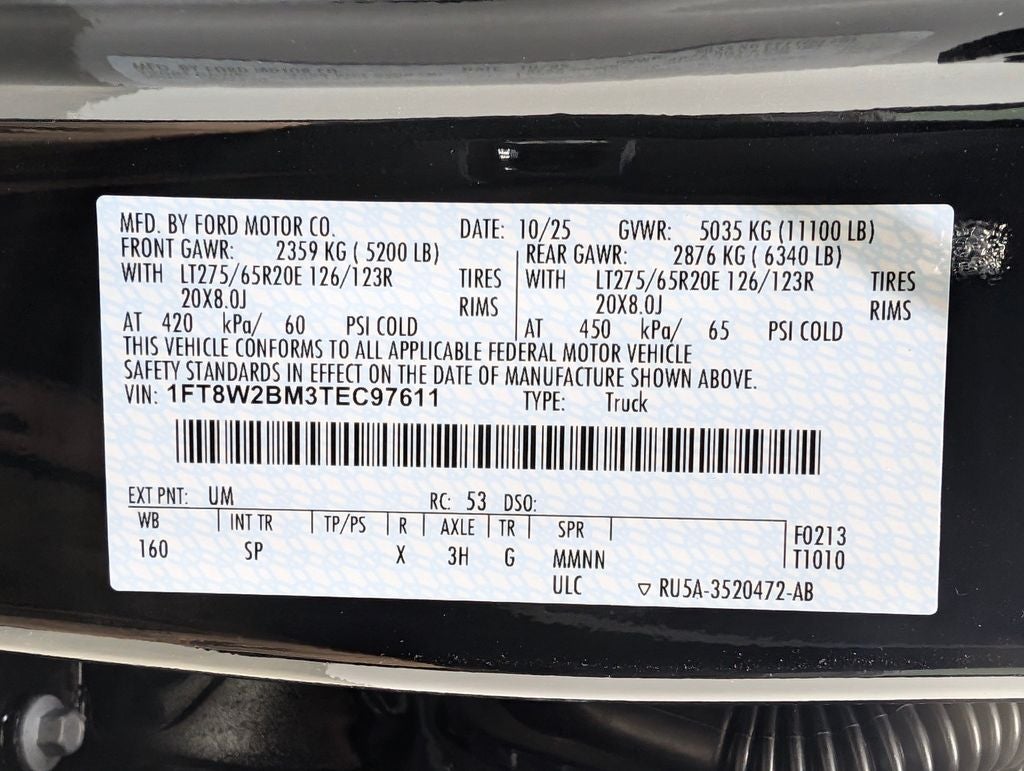 MFD. BY FORD MOTOR CO. DATE: 10/25 GVWR: 5035 KG (11100 LB)
FRONT GAWR: 2359 KG ( 5200 LB) REAR GAWR: 2876 KG ( 6340 LB)
WITH LT275/65R20E 126/123R TIRES WITH LT275/65R20E 126/123R TIRES
20X8.0J RIMS 20X8.0J RIMS
AT 420 kPa/ 60 PSI COLD AT 450 kPa/ 65 PSI COLD
THIS VEHICLE CONFORMS TO ALL APPLICABLE FEDERAL MOTOR VEHICLE
SAFETY STANDARDS IN EFFECT ON THE DATE OF MANUFACTURE SHOWN ABOVE.
VIN: 1FT8W2BM3TEC97611 TYPE: Truck
EXT PNT: UM RC: 53 DSO:
WB INT TR TP/PS R AXLE TR SPR F0213
160 SP X 3H G MMNN T1010
ULC ▽ RU5A-3520472-AB